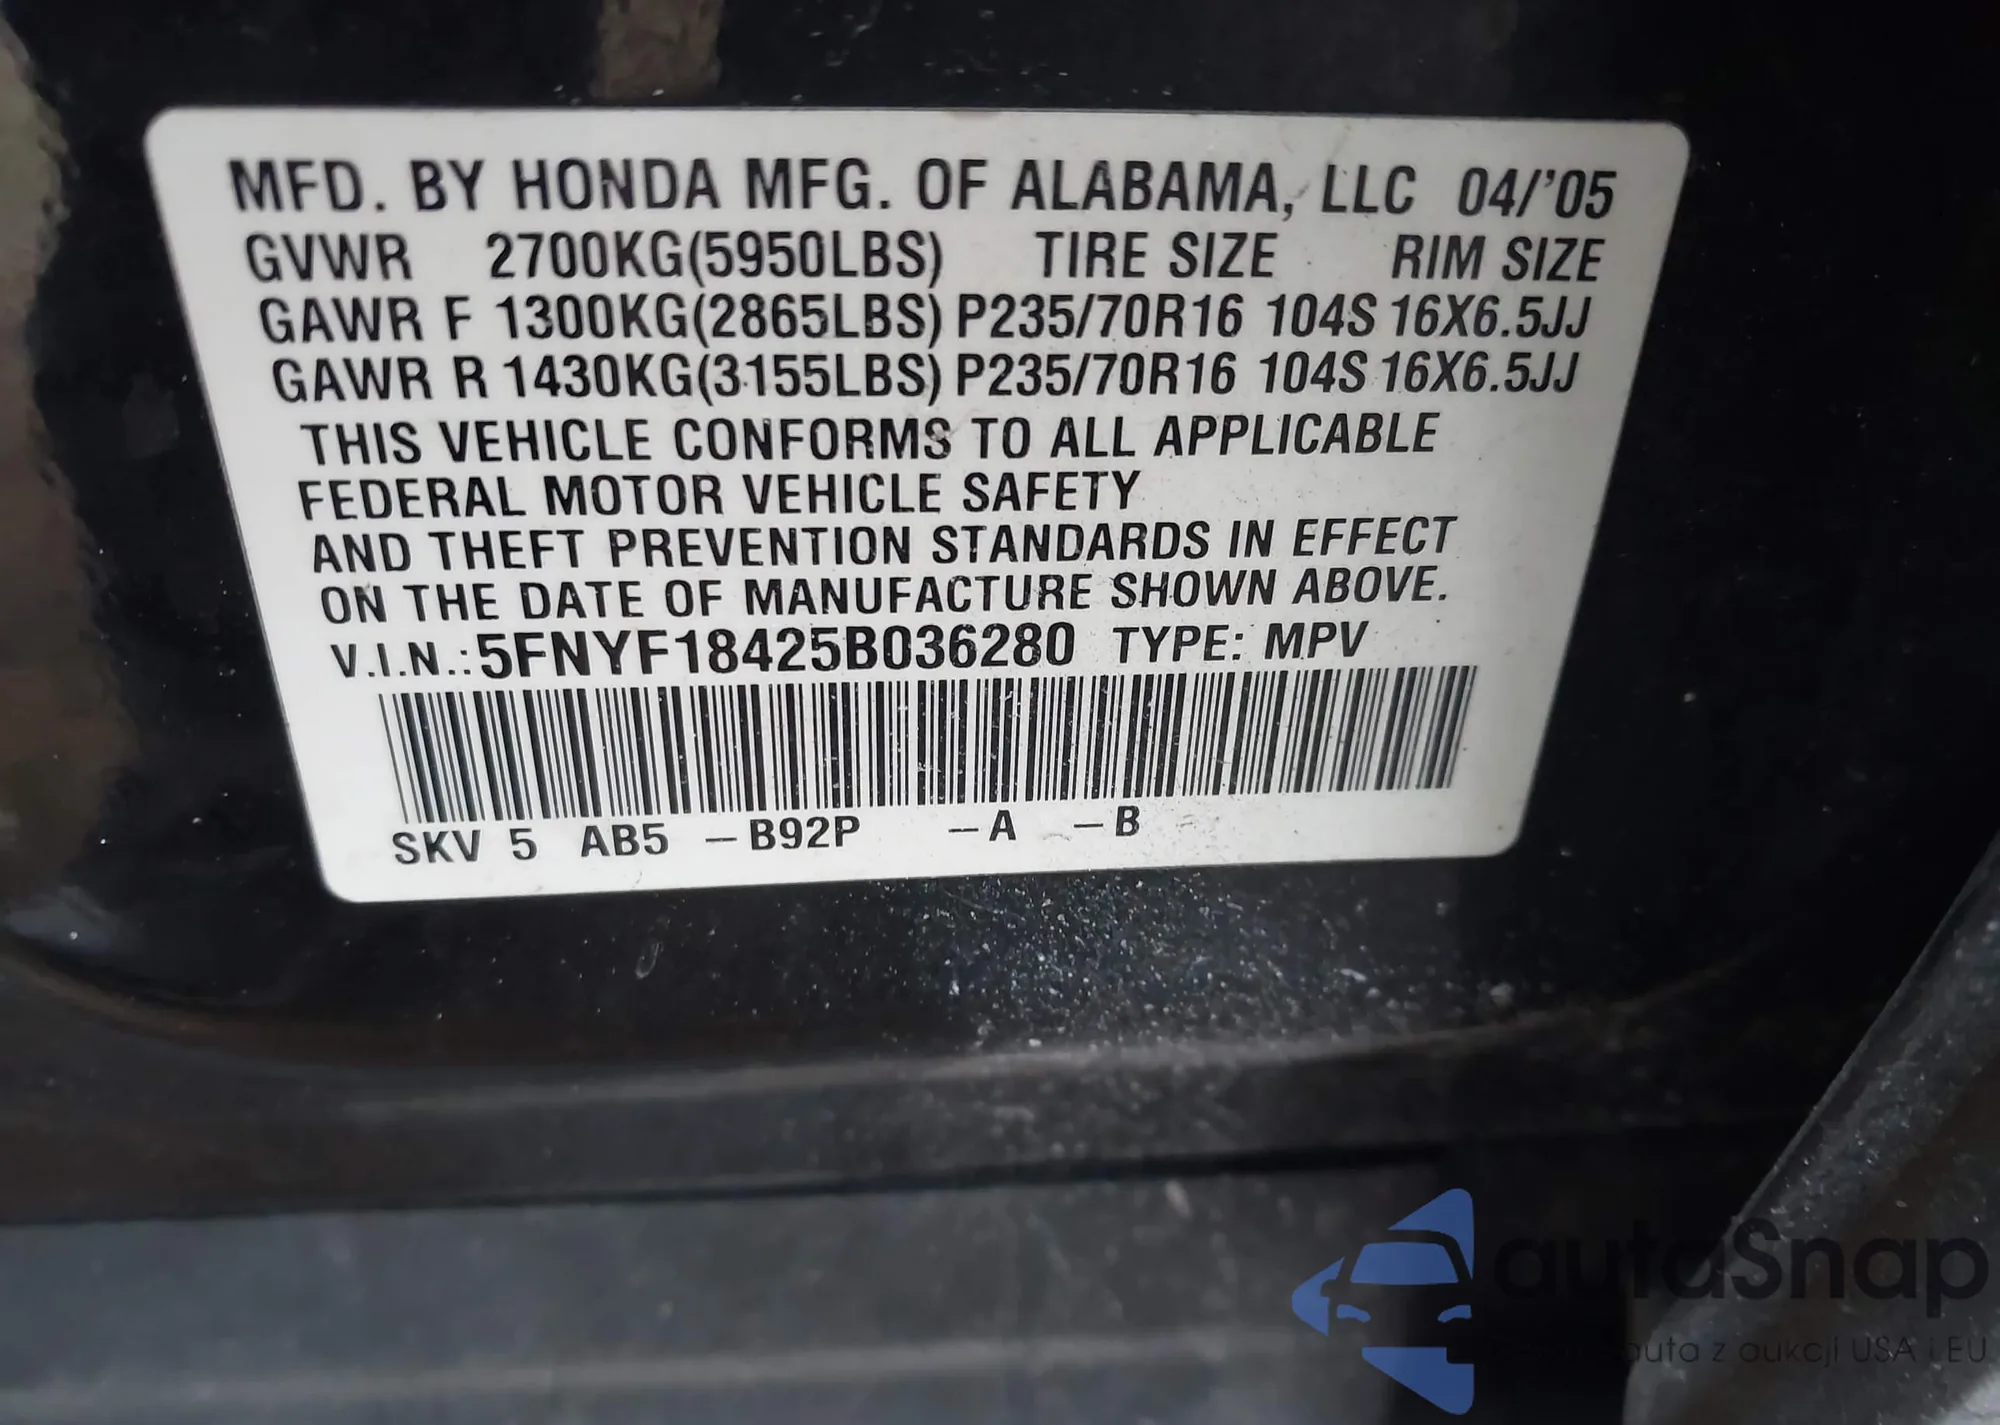 MFD. BY HONDA MFG. OF ALABAMA, LLC 04/'05
GVWR 2700KG(5950LBS) TIRE SIZE RIM SIZE
GAWR F 1300KG(2865LBS) P235/70R16 104S 16X6.5JJ
GAWR R 1430KG(3155LBS) P235/70R16 104S 16X6.5JJ
THIS VEHICLE CONFORMS TO ALL APPLICABLE
FEDERAL MOTOR VEHICLE SAFETY
AND THEFT PREVENTION STANDARDS IN EFFECT
ON THE DATE OF MANUFACTURE SHOWN ABOVE.
V.I.N.: 5FNYF18425B036280 TYPE: MPV
SKV 5 AB5 -B92P -A -B
autaSnap
auta z aukcji USA i EU